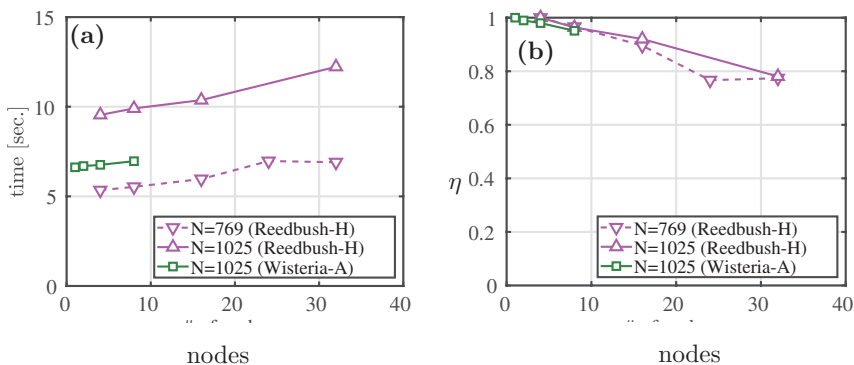 (a)
time [sec.]
15
10
5
0
N=769 (Reedbush-H)
N=1025 (Reedbush-H)
N=1025 (Wisteria-A)
0 10 20 30 40
nodes
(b)
η
1
0.8
0.6
0.4
0.2
0
N=769 (Reedbush-H)
N=1025 (Reedbush-H)
N=1025 (Wisteria-A)
0 10 20 30 40
nodes